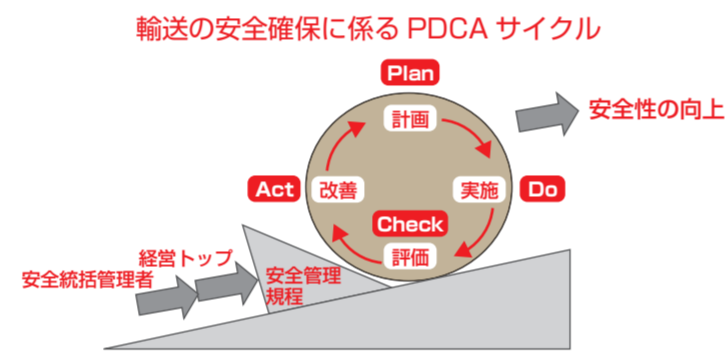 輸送の安全確保に係る PDCA サイクル
Plan
計画
安全性の向上
Act
改善
実施
Do
Check
評価
経営トップ
安全統括管理者
安全管理
規程